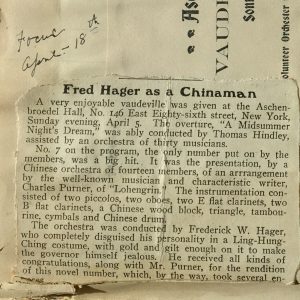 Focus
April - 18th
As
VAUDE
Son
olunteer Orchester
Fred Hager as a Chinaman
A very enjoyable vaudeville was given at the Aschen-
broedel Hall, No. 146 East Eighty-sixth street, New York,
Sunday evening, April 5. The overture, "A Midsummer
Night's Dream," was ably conducted by Thomas Hindley,
assisted by an orchestra of thirty musicians.
No. 7 on the program, the only number put on by the
members, was a big hit. It was the presentation, by a
Chinese orchestra of fourteen members, of an arrrangement
by the well-known musician and characteristic writer,
Charles Purner, of "Lohengrin." The instrumentation con-
sisted of two piccolos, two oboes, two E flat clarinets, two
B flat clarinets, a Chinese wood block, triangle, tambou-
rine, cymbals and Chinese drum.
The orchestra was conducted by Frederick W. Hager,
who completely disguised his personality in a Ling-Hung-
Ching costume, with gold and gilt enough on it to make
the governor himself jealous. He received all kinds of
congratulations, along with Mr. Purner, for the rendition
of this novel number, which, by the way, took several en-